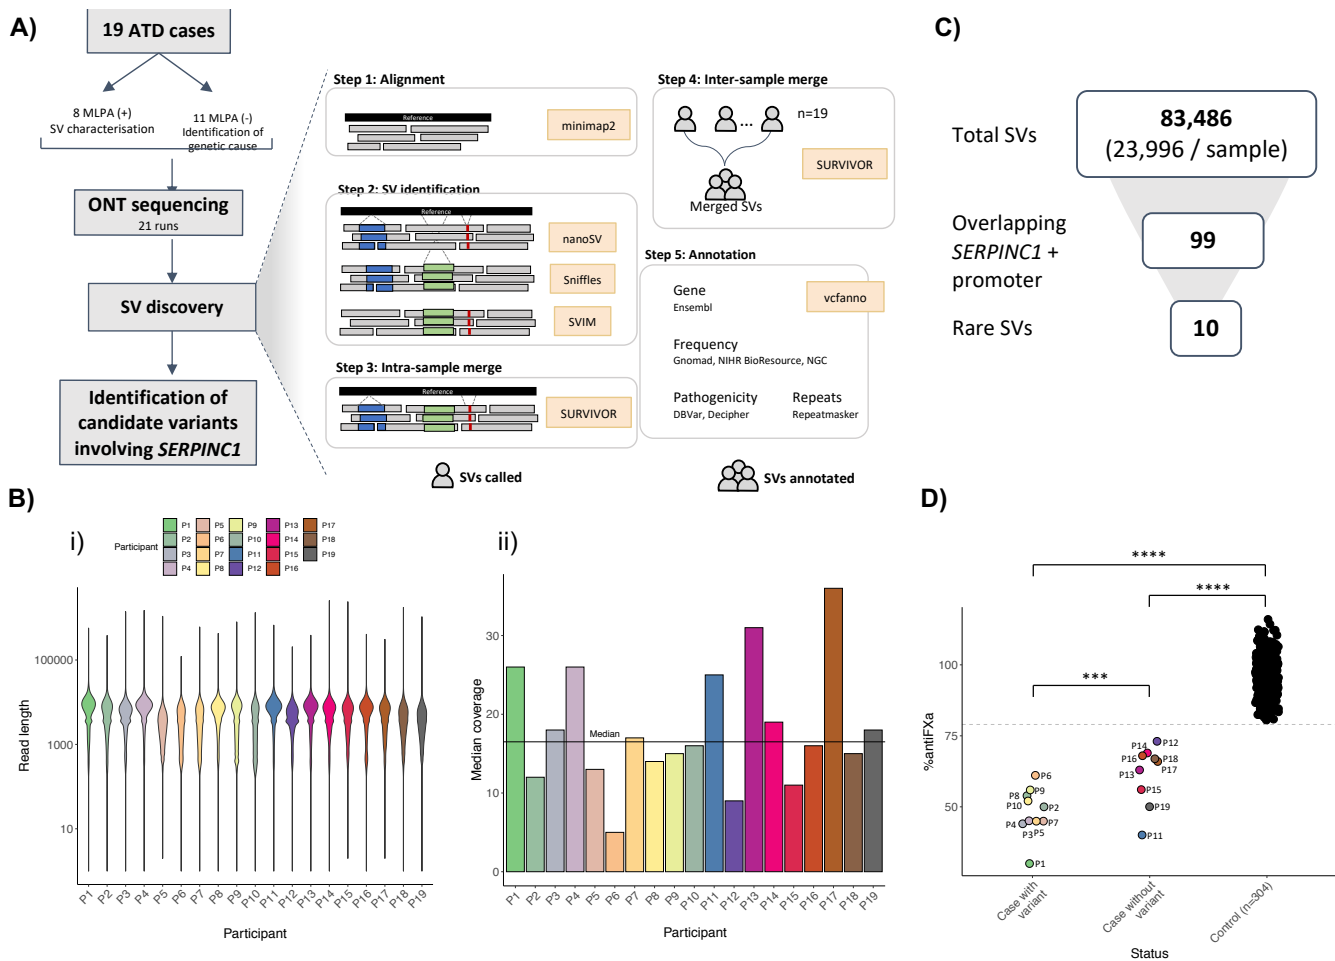 A)
19 ATD cases
8 MLPA (+)
SV characterisation
11 MLPA (-)
Identification of
genetic cause
ONT sequencing
21 runs
SV discovery
Identification of
candidate variants
involving SERPINC1
Step 1: Alignment
Reference
minimap2
Step 2: SV identification
Reference
nanoSV
Sniffles
SVIM
Step 3: Intra-sample merge
Reference
SURVIVOR
SVs called
Step 4: Inter-sample merge
...
n=19
SURVIVOR
Merged SVs
Step 5: Annotation
Gene
Ensembl
vcfanno
Frequency
Gnomad, NIHR BioResource, NGC
Pathogenicity
DBVar, Decipher
Repeats
Repeatmasker
SVs annotated
C)
Total SVs
83,486
(23,996 / sample)
Overlapping
SERPINC1 +
promoter
99
Rare SVs
10
B)
i)
Participant
P1 P5 P9 P13 P17
P2 P6 P10 P14 P18
P3 P7 P11 P15 P19
P4 P8 P12 P16
Read length
100000
1000
10
P1 P2 P3 P4 P5 P6 P7 P8 P9 P10 P11 P12 P13 P14 P15 P16 P17 P18 P19
Participant
ii)
Median coverage
30
20
10
0
Median
P1 P2 P3 P4 P5 P6 P7 P8 P9 P10 P11 P12 P13 P14 P15 P16 P17 P18 P19
Participant
D)
****
****
***
%antiFXa
100
75
50
P6
P8 P9
P10 P2
P4 P7
P3 P5
P1
P14 P12
P16 P18
P13 P17
P15
P19
P11
Case with
variant
Case without
variant
Control (n=304)
Status